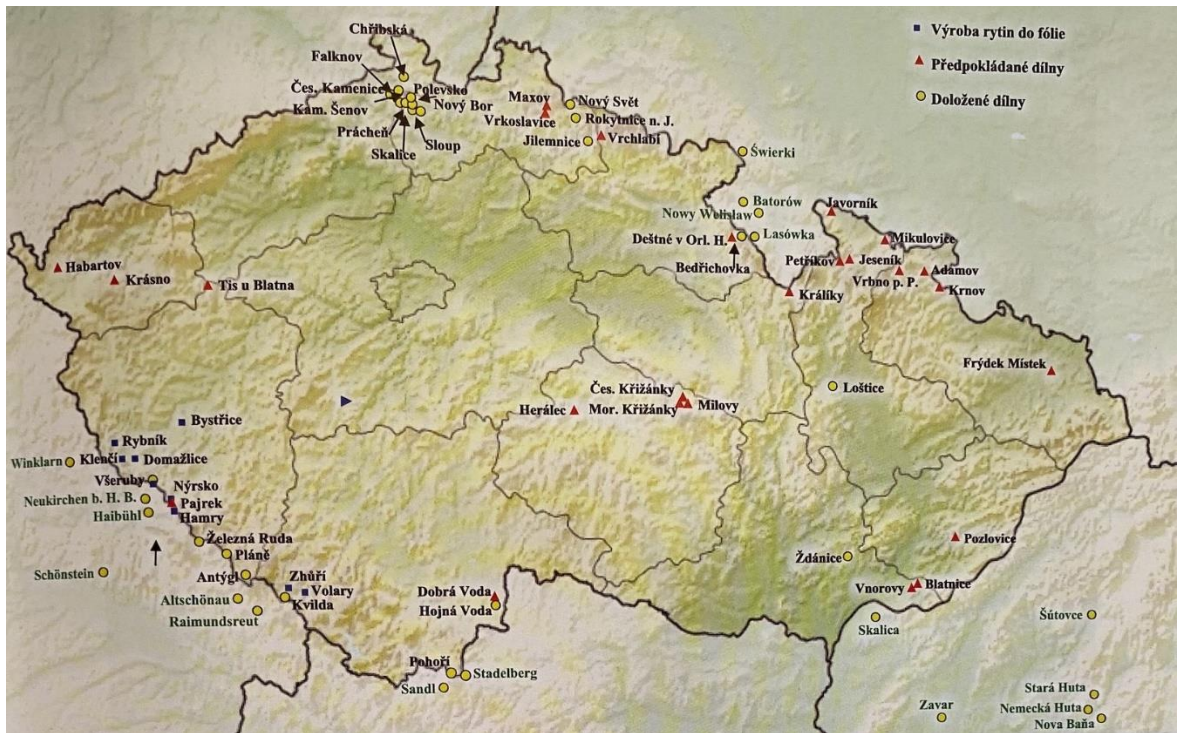 Výroba rytin do fólie
Předpokládané dílny
Doložené dílny
Chřibská
Falknov
Čes. Kamenice
Polevsko
Kam. Šenov
Nový Bor
Prácheň
Sloup
Skalice
Maxov
Nový Svět
Vrkoslavice
Rokytnice n. J.
Jilemnice
Vrchlabí
Świerki
Batorów
Nowy Welisław
Javorník
Deštné v Orl. H.
Lasówka
Mikulovice
Bedřichovka
Petříkov
Jeseník
Adamov
Vrbno p. P.
Králíky
Krnov
Habartov
Krásno
Tis u Blatna
Frýdek Místek
Čes. Křižánky
Loštice
Herálec
Mor. Křižánky
Milovy
Bystřice
Rybník
Winklarn
Klenčí
Domažlice
Všeruby
Nýrsko
Neukirchen b. H. B.
Pajrek
Haibühl
Hamry
Železná Ruda
Pozlovice
Pláně
Ždánice
Schönstein
Antýgl
Zhůří
Volary
Dobrá Voda
Vnorovy
Blatnice
Altschönau
Kvilda
Hojná Voda
Raimundsreut
Skalica
Šútovce
Pohoří
Stadelberg
Sandl
Stará Huta
Zavar
Nemecká Huta
Nova Baňa